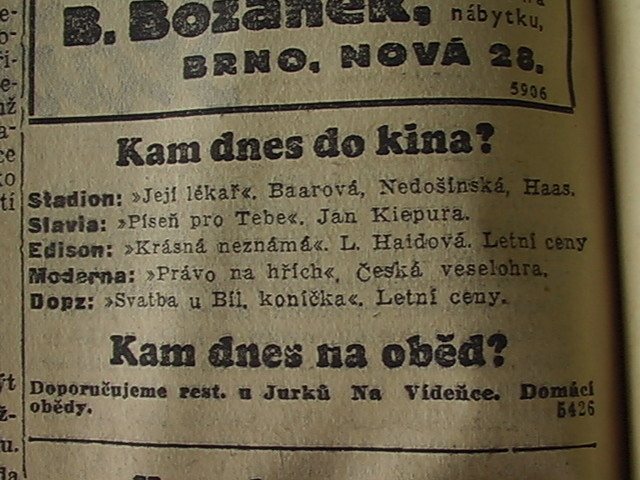 B. Božánek,
nábytku,
BRNO, NOVÁ 28.
5906
Kam dnes do kina?
Stadion: »Její lékař«. Baarová, Nedošínská, Haas.
Slavia: »Píseň pro Tebe«. Jan Kiepura.
Edison: »Krásná neznámá«. L. Haidová. Letní ceny
Moderna: »Právo na hřích«. Česká veselohra.
Dopz: »Svatba u Bíl. koníčka«. Letní ceny.
Kam dnes na oběd?
Doporučujeme rest. u Jurků Na Vídeňce. Domácí
obědy. 5426